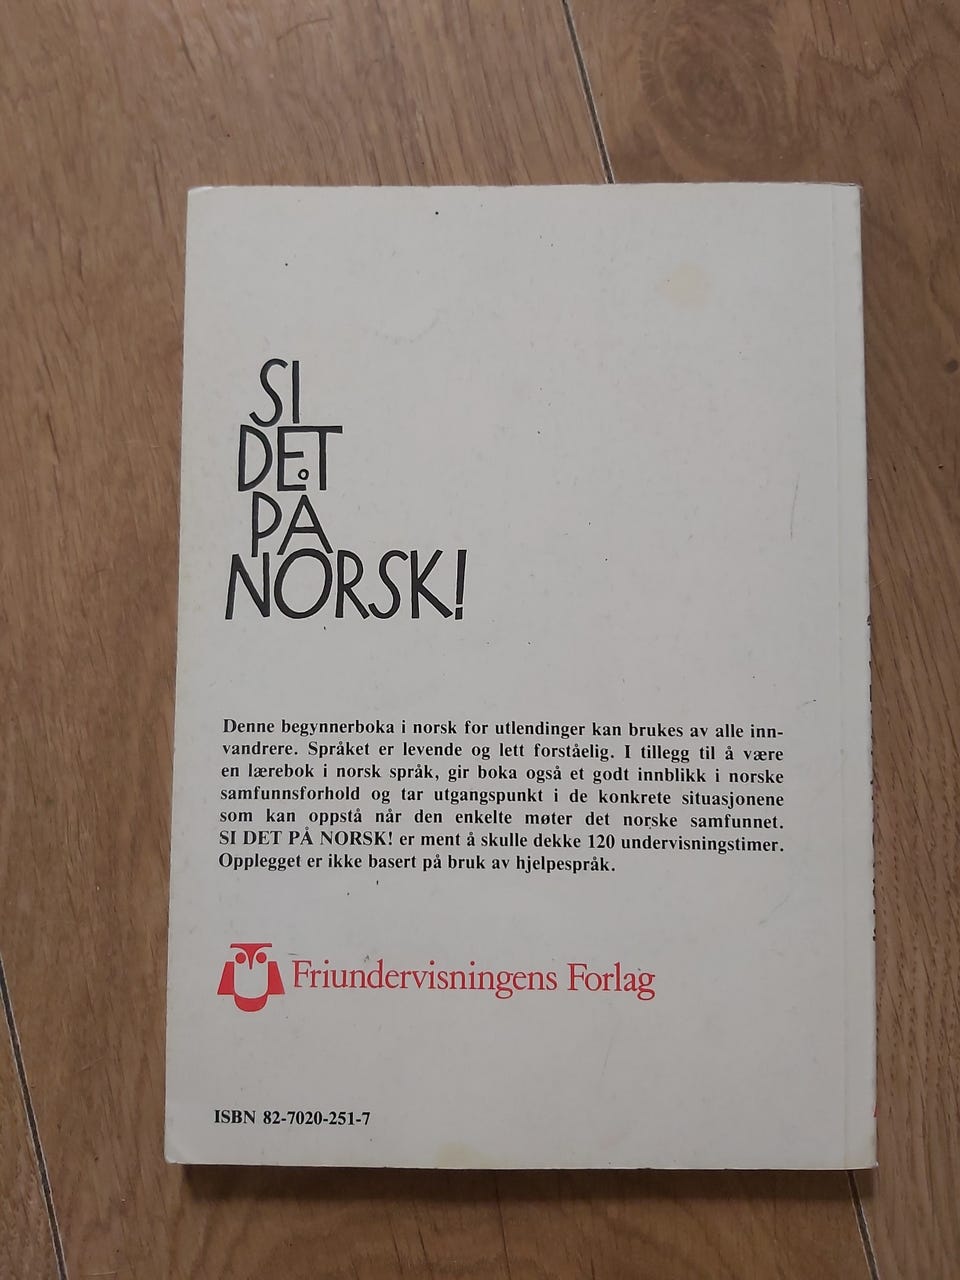 SI
DET
PÅ
NORSK!
Denne begynnerboka i norsk for utlendinger kan brukes av alle inn-
vandrere. Språket er levende og lett forståelig. I tillegg til å være
en lærebok i norsk språk, gir boka også et godt innblikk i norske
samfunnsforhold og tar utgangspunkt i de konkrete situasjonene
som kan oppstå når den enkelte møter det norske samfunnet.
SI DET PÅ NORSK! er ment å skulle dekke 120 undervisningstimer.
Opplegget er ikke basert på bruk av hjelpespråk.
Friundervisningens Forlag
ISBN 82-7020-251-7